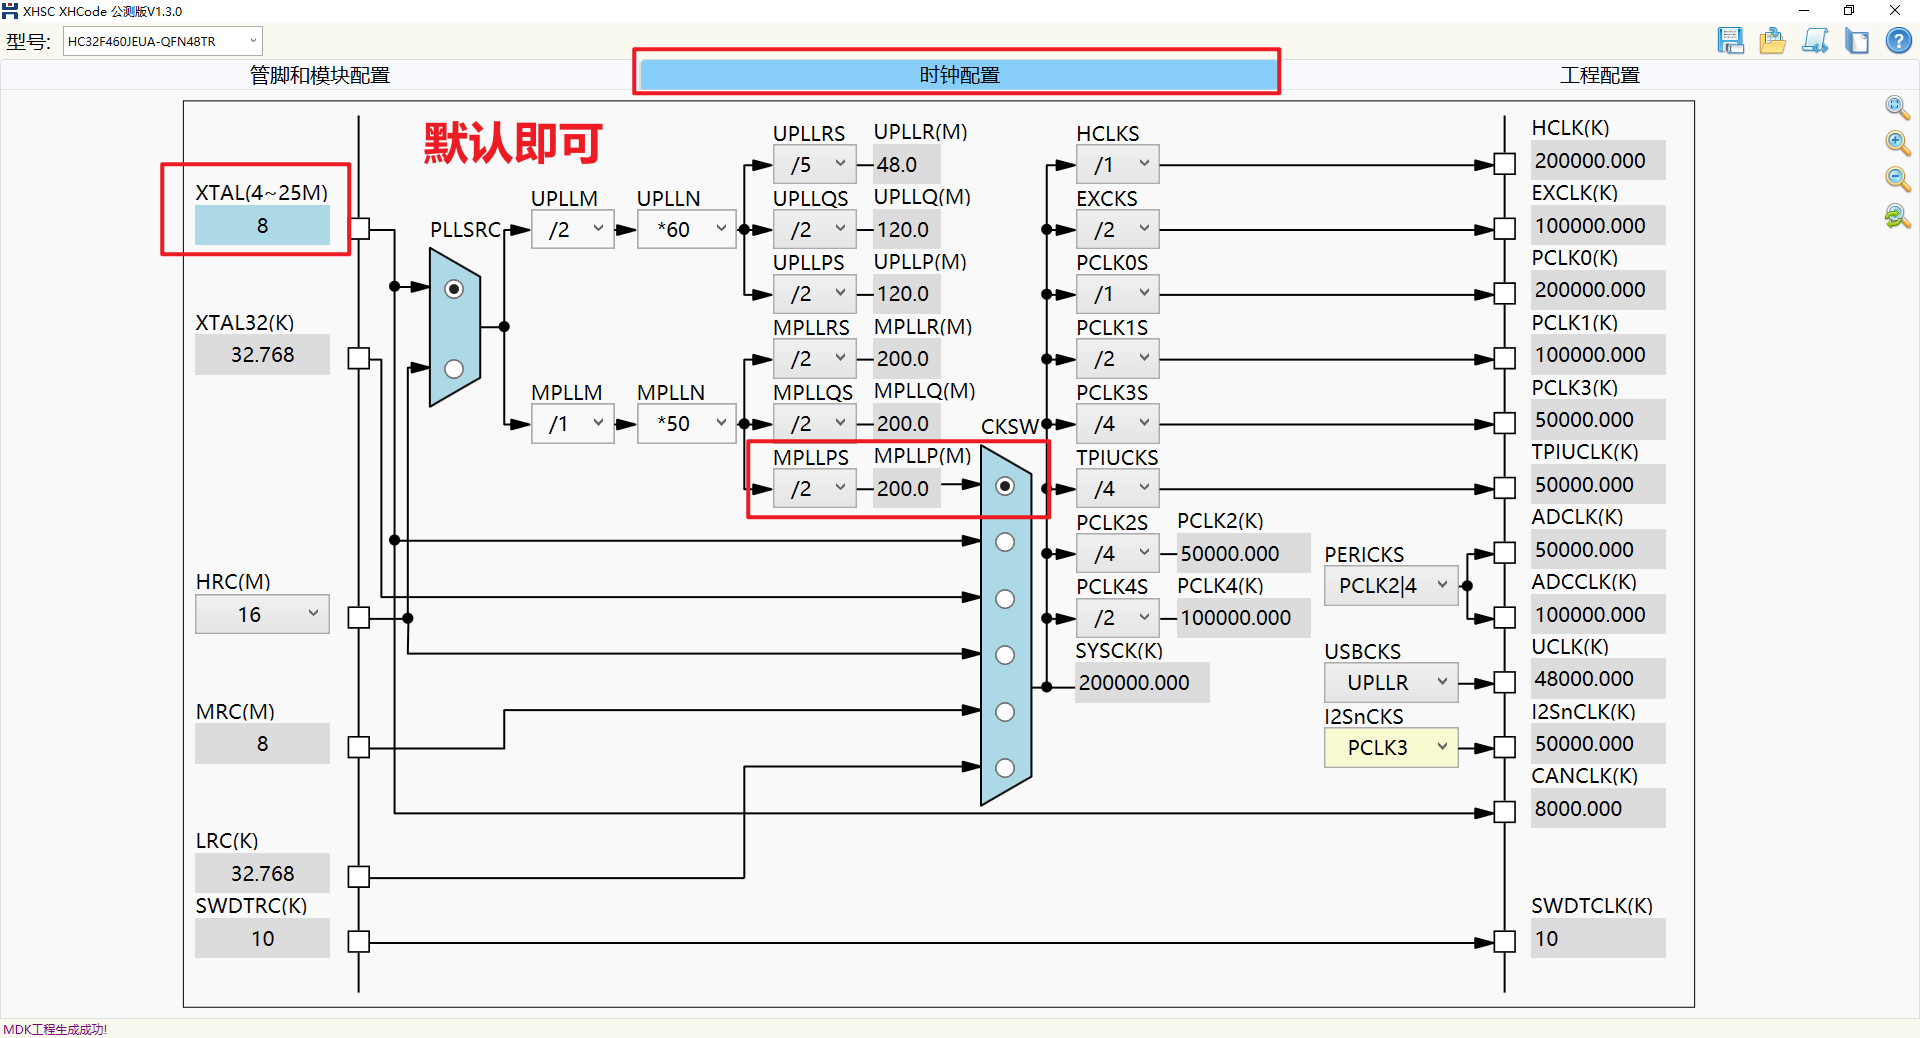 XHSC XHCode 公测版V1.3.0
型号: HC32F460JEUA-QFN48TR
管脚和模块配置
时钟配置
工程配置
默认即可
XTAL(4~25M)
8
XTAL32(K)
32.768
HRC(M)
16
MRC(M)
8
LRC(K)
32.768
SWDTRC(K)
10
PLLSRC
UPLLM
/2
UPLLN
*60
MPLLM
/1
MPLLN
*50
UPLLRS UPLLR(M)
/5 48.0
UPLLQS UPLLQ(M)
/2 120.0
UPLLPS UPLLP(M)
/2 120.0
MPLLRS MPLLR(M)
/2 200.0
MPLLQS MPLLQ(M)
/2 200.0
MPLLPS MPLLP(M)
/2 200.0
CKSW
HCLKS
/1
EXCKS
/2
PCLK0S
/1
PCLK1S
/2
PCLK3S
/4
TPIUCKS
/4
PCLK2S PCLK2(K)
/4 50000.000
PCLK4S PCLK4(K)
/2 100000.000
SYSCK(K)
200000.000
PERICKS
PCLK2|4
USBCKS
UPLLR
I2SnCKS
PCLK3
HCLK(K)
200000.000
EXCLK(K)
100000.000
PCLK0(K)
200000.000
PCLK1(K)
100000.000
PCLK3(K)
50000.000
TPIUCLK(K)
50000.000
ADCLK(K)
50000.000
ADCCLK(K)
100000.000
UCLK(K)
48000.000
I2SnCLK(K)
50000.000
CANCLK(K)
8000.000
SWDTCLK(K)
10
MDK工程生成成功!